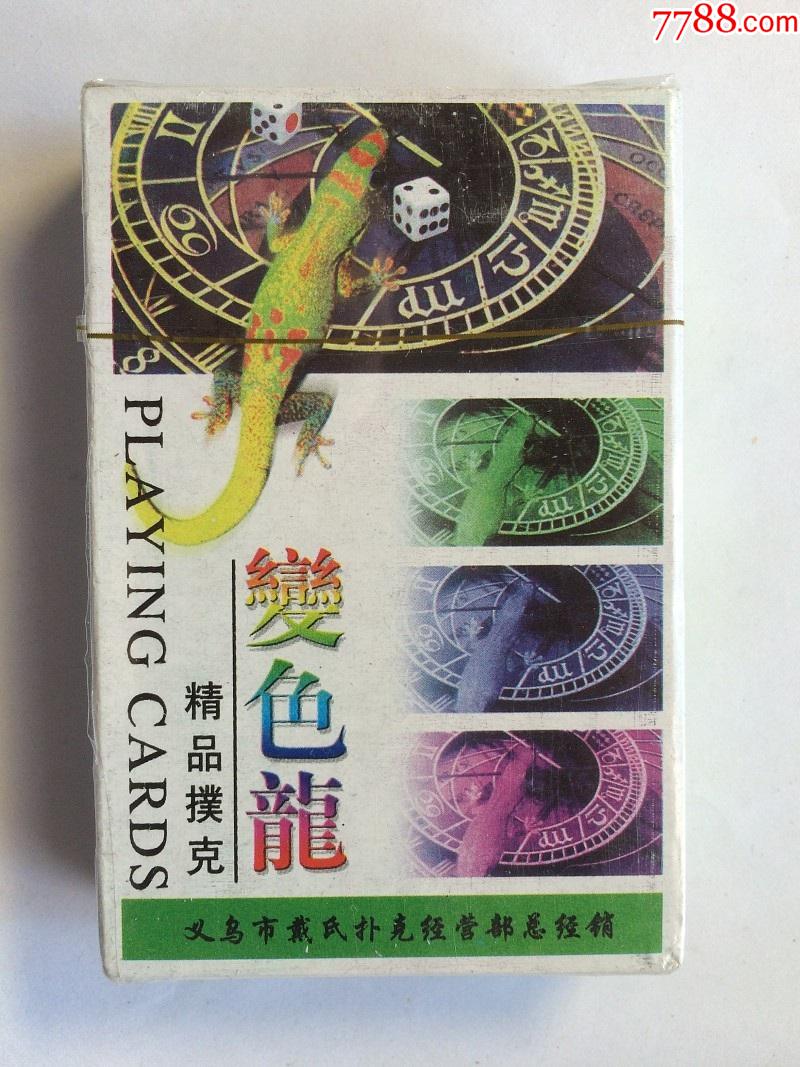 7788.com
PLAYING CARDS
變色龍
精品撲克
义乌市戴氏扑克经营部总经销